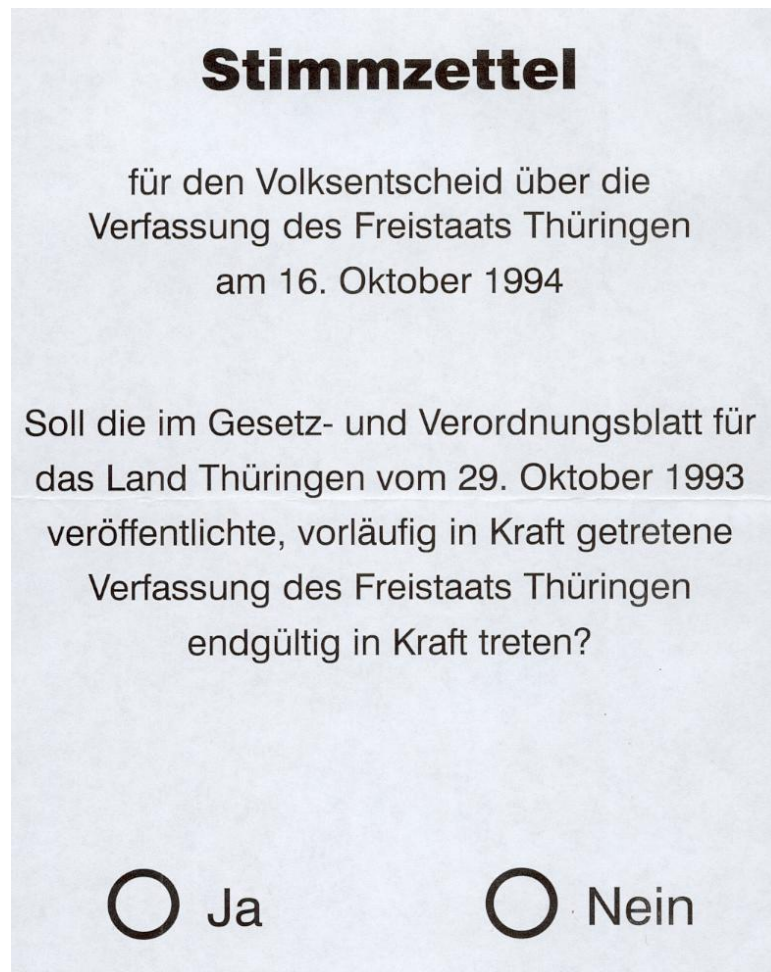 Stimmzettel
für den Volksentscheid über die
Verfassung des Freistaats Thüringen
am 16. Oktober 1994
Soll die im Gesetz- und Verordnungsblatt für
das Land Thüringen vom 29. Oktober 1993
veröffentlichte, vorläufig in Kraft getretene
Verfassung des Freistaats Thüringen
endgültig in Kraft treten?
Ja Nein